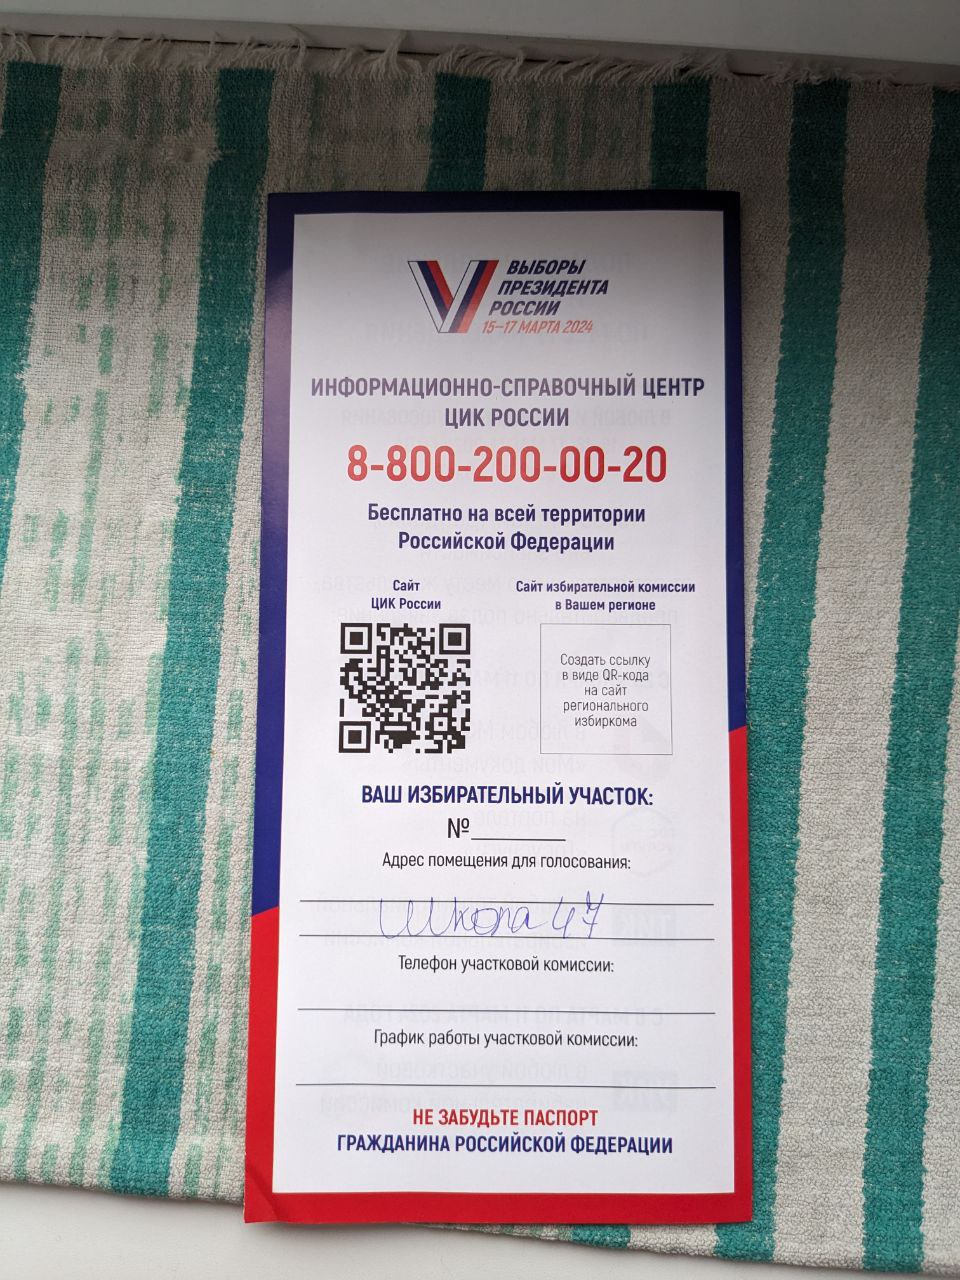 ВЫБОРЫ
ПРЕЗИДЕНТА
РОССИИ
15–17 МАРТА 2024
ИНФОРМАЦИОННО-СПРАВОЧНЫЙ ЦЕНТР
ЦИК РОССИИ
8-800-200-00-20
Бесплатно на всей территории
Российской Федерации
Сайт
ЦИК России
Сайт избирательной комиссии
в Вашем регионе
Создать ссылку
в виде QR-кода
на сайт
регионального
избиркома
ВАШ ИЗБИРАТЕЛЬНЫЙ УЧАСТОК:
№
Адрес помещения для голосования:
Школа 47
Телефон участковой комиссии:
График работы участковой комиссии:
НЕ ЗАБУДЬТЕ ПАСПОРТ
ГРАЖДАНИНА РОССИЙСКОЙ ФЕДЕРАЦИИ